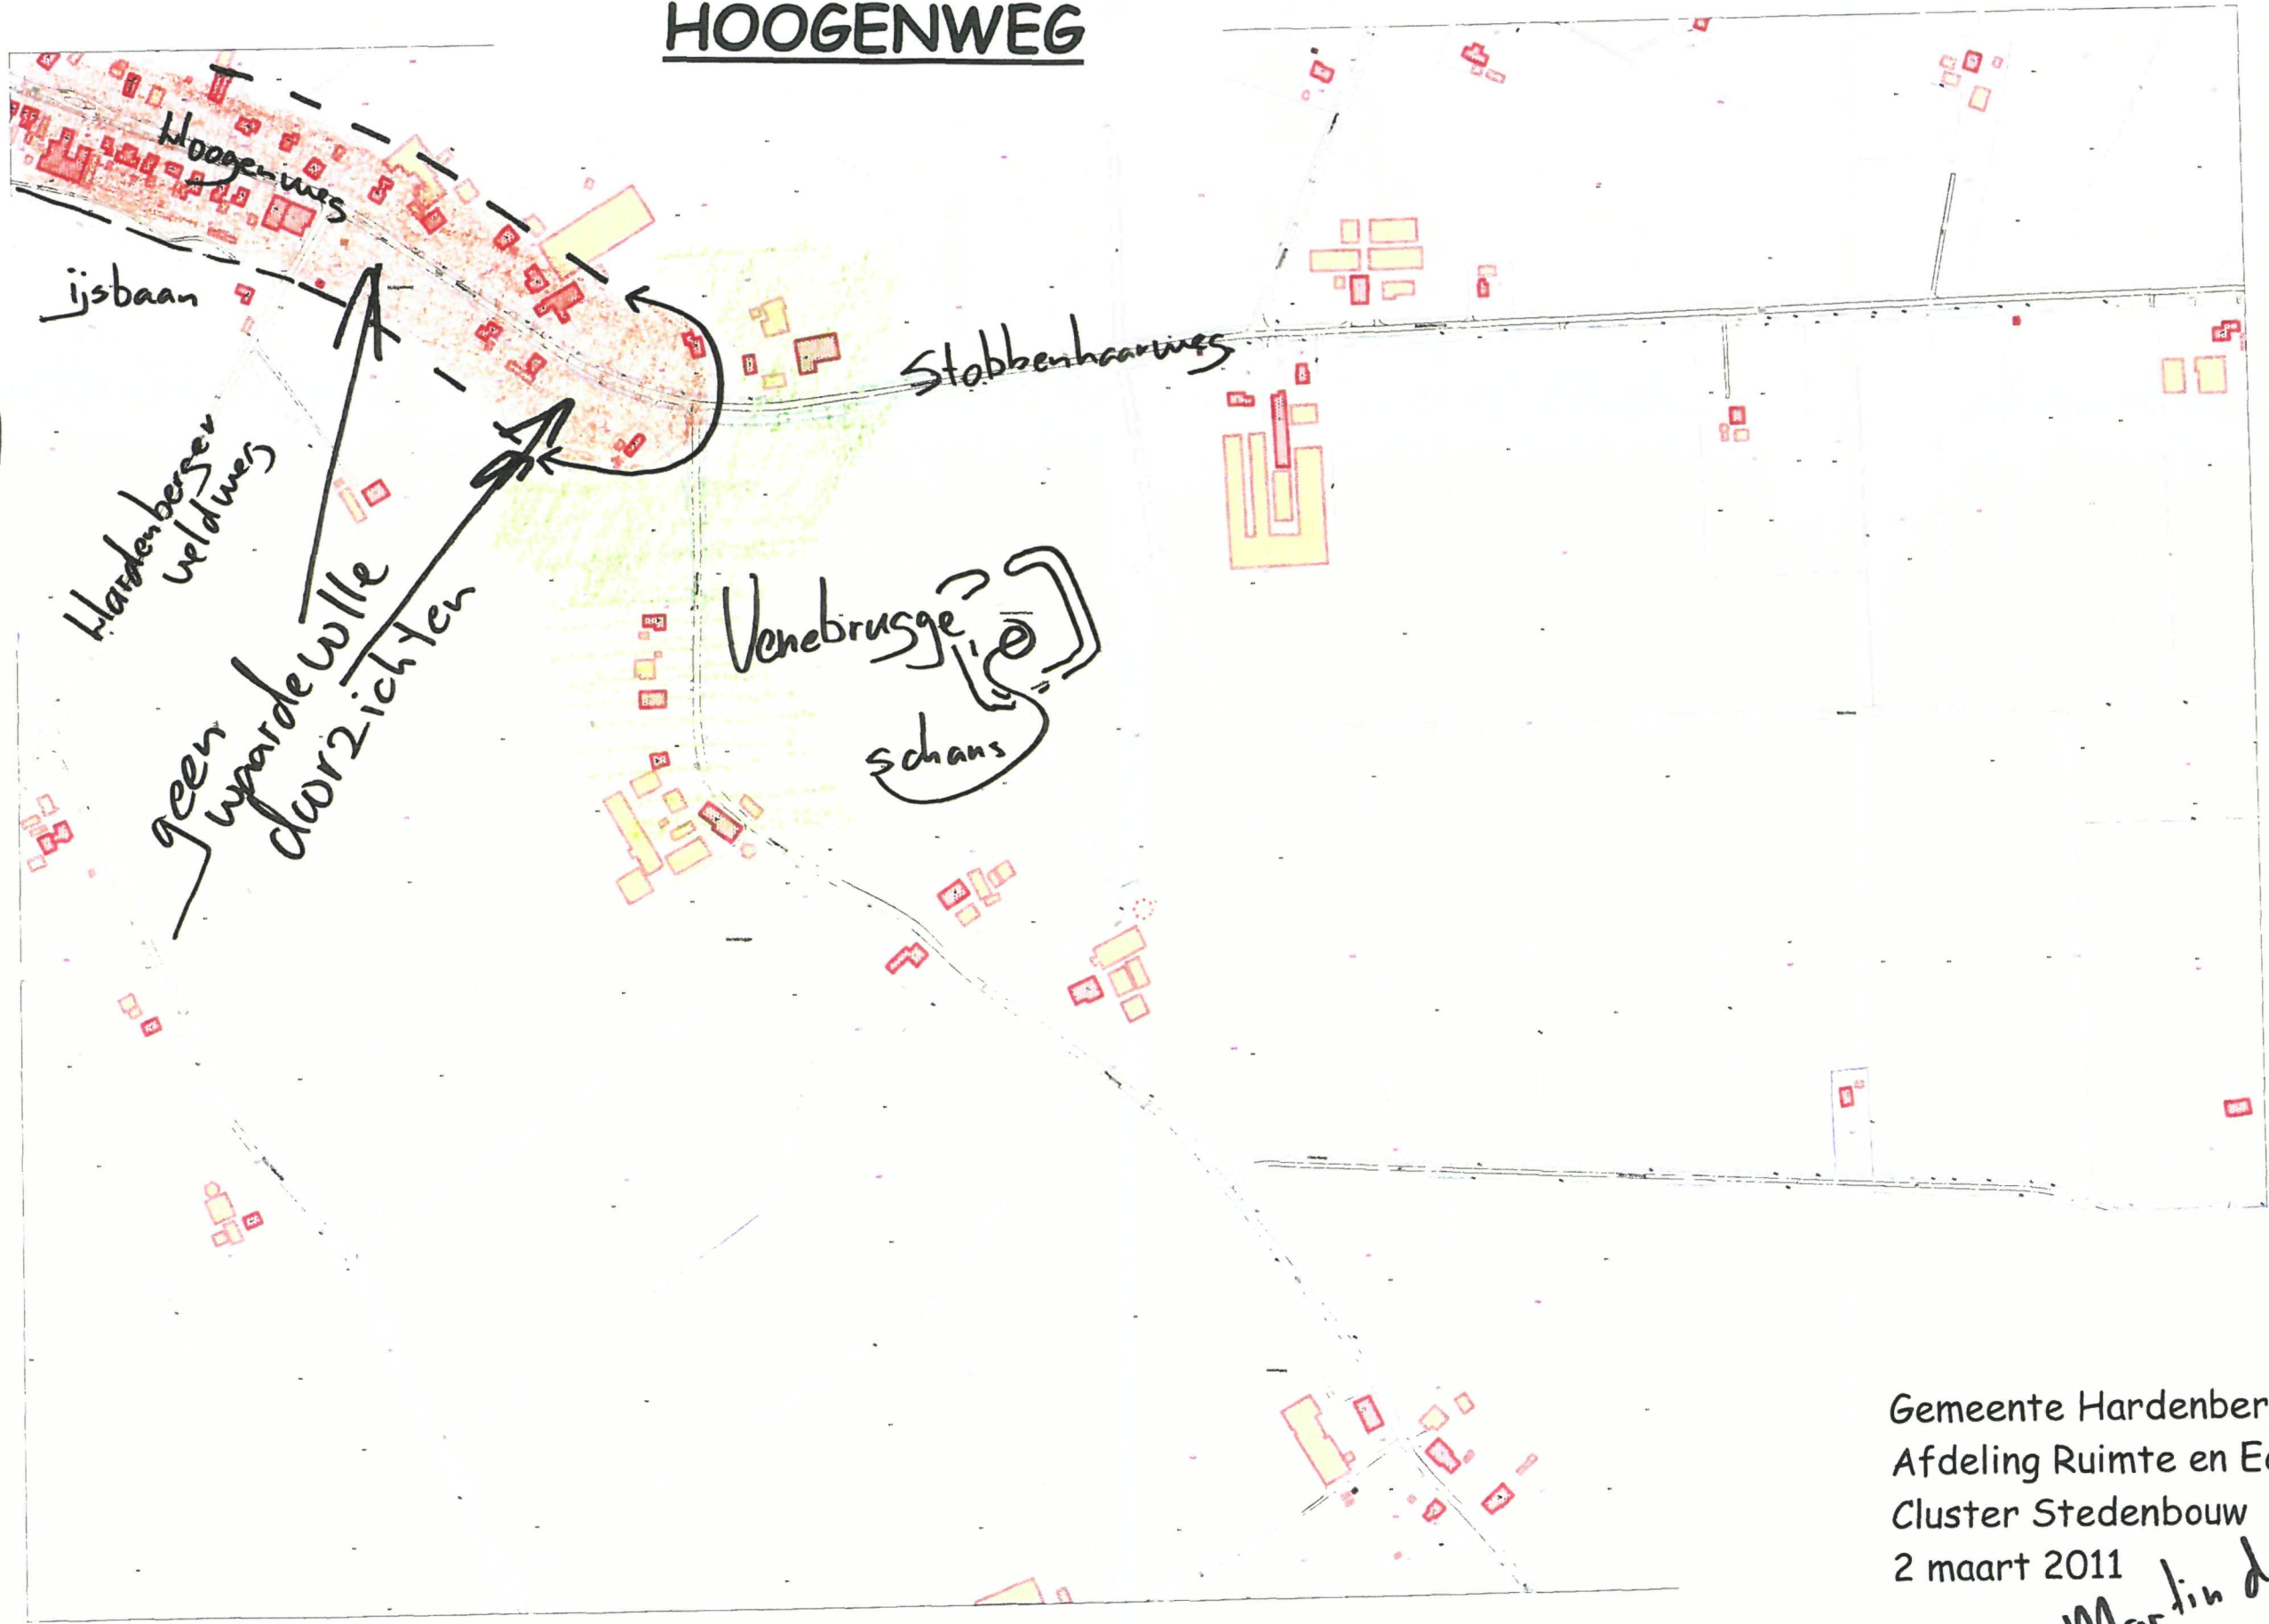 HOOGENWEG
Hoogenweg
ijsbaan
Stobbenhaarweg
Hardenberger
veldweg
geen
waardevolle
doorzichten
Venebrugge
schans
Gemeente Hardenber
Afdeling Ruimte en E
Cluster Stedenbouw
2 maart 2011
Martin d